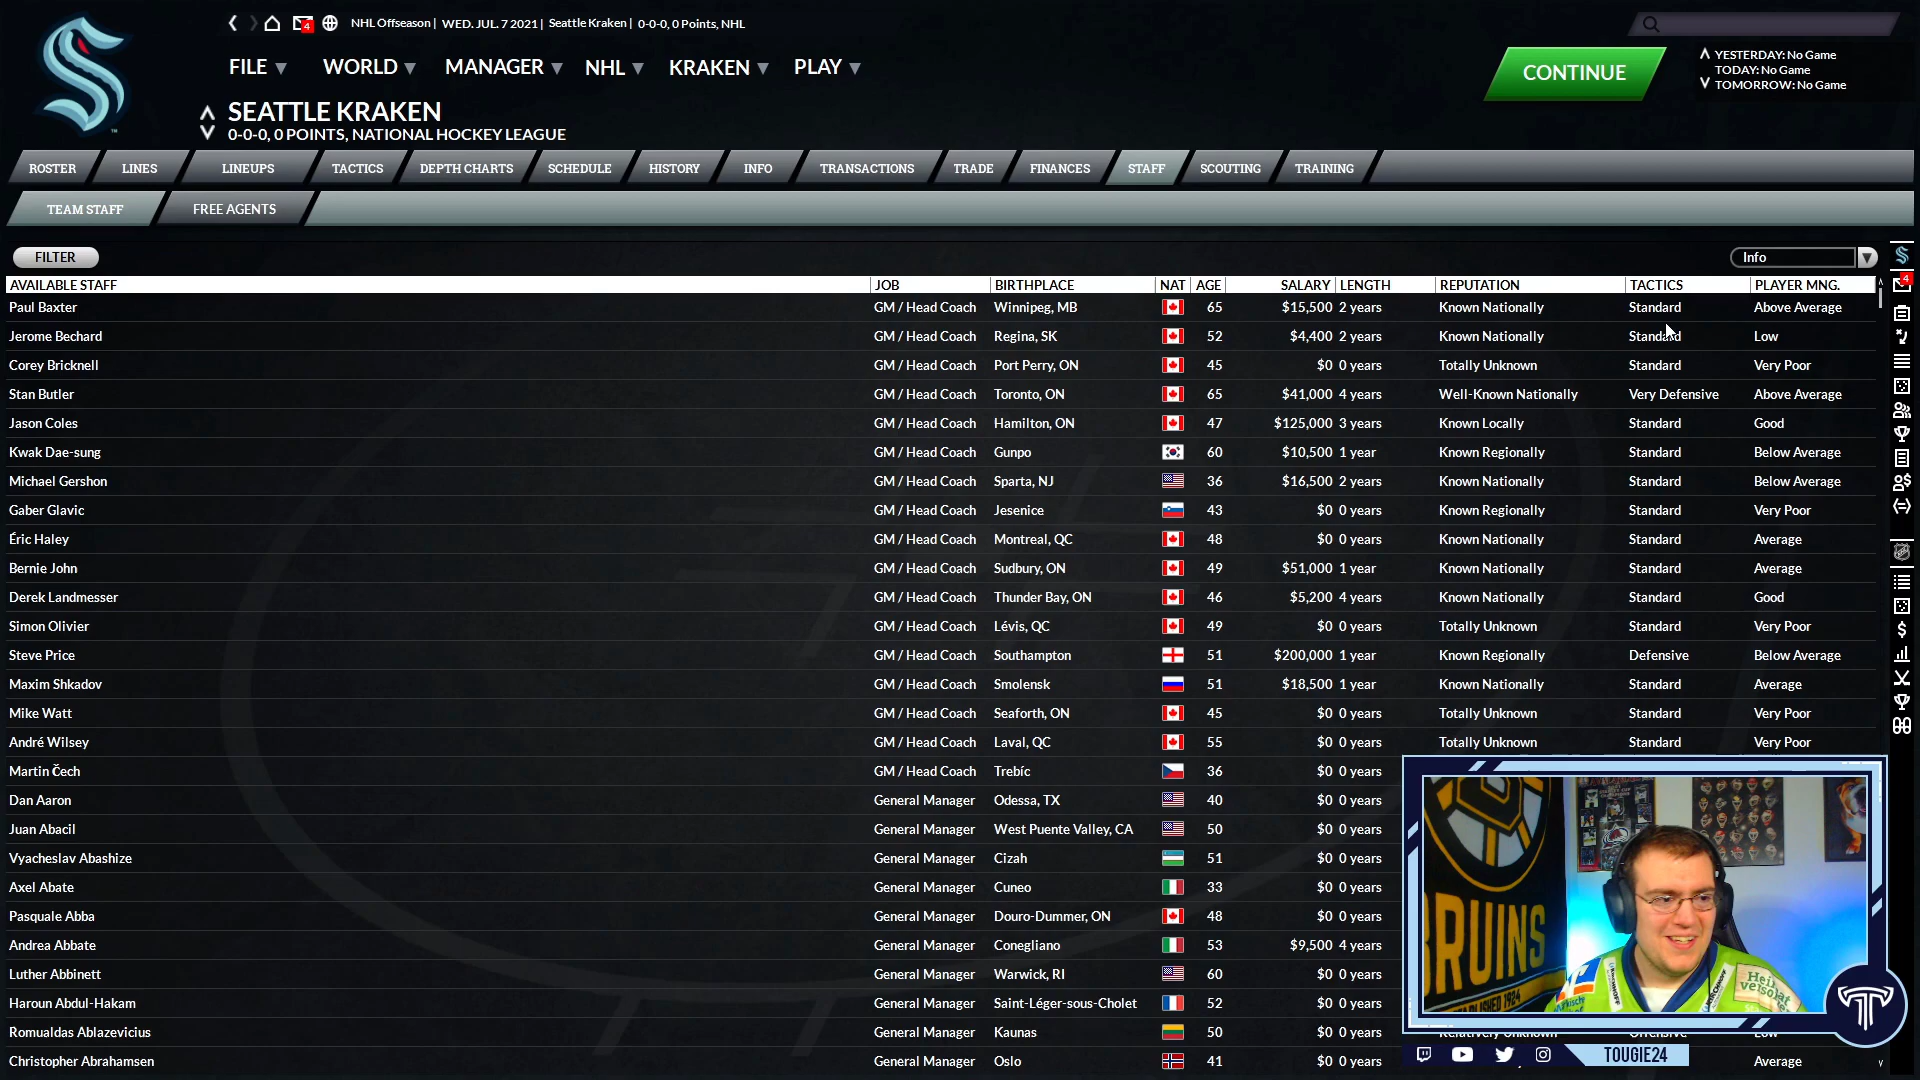 NHL Offseason | WED. JUL. 7 2021 | Seattle Kraken | 0-0-0, 0 Points, NHL
4
FILE WORLD MANAGER NHL KRAKEN PLAY
CONTINUE
YESTERDAY: No Game
TODAY: No Game
TOMORROW: No Game
SEATTLE KRAKEN
0-0-0, 0 POINTS, NATIONAL HOCKEY LEAGUE
ROSTER LINES LINEUPS TACTICS DEPTH CHARTS SCHEDULE HISTORY INFO TRANSACTIONS TRADE FINANCES STAFF SCOUTING TRAINING
TEAM STAFF FREE AGENTS
FILTER Info
AVAILABLE STAFF JOB BIRTHPLACE NAT AGE SALARY LENGTH REPUTATION TACTICS PLAYER MNG.
4
Paul Baxter GM / Head Coach Winnipeg, MB 65 $15,500 2 years Known Nationally Standard Above Average
Jerome Bechard GM / Head Coach Regina, SK 52 $4,400 2 years Known Nationally Standard Low
Corey Bricknell GM / Head Coach Port Perry, ON 45 $0 0 years Totally Unknown Standard Very Poor
Stan Butler GM / Head Coach Toronto, ON 65 $41,000 4 years Well-Known Nationally Very Defensive Above Average
Jason Coles GM / Head Coach Hamilton, ON 47 $125,000 3 years Known Locally Standard Good
Kwak Dae-sung GM / Head Coach Gunpo 60 $10,500 1 year Known Regionally Standard Below Average
Michael Gershon GM / Head Coach Sparta, NJ 36 $16,500 2 years Known Nationally Standard Below Average
Gaber Glavic GM / Head Coach Jesenice 43 $0 0 years Known Regionally Standard Very Poor
Éric Haley GM / Head Coach Montreal, QC 48 $0 0 years Known Nationally Standard Average
Bernie John GM / Head Coach Sudbury, ON 49 $51,000 1 year Known Nationally Standard Average
Derek Landmesser GM / Head Coach Thunder Bay, ON 46 $5,200 4 years Known Nationally Standard Good
Simon Olivier GM / Head Coach Lévis, QC 49 $0 0 years Totally Unknown Standard Very Poor
Steve Price GM / Head Coach Southampton 51 $200,000 1 year Known Regionally Defensive Below Average
Maxim Shkadov GM / Head Coach Smolensk 51 $18,500 1 year Known Nationally Standard Average
Mike Watt GM / Head Coach Seaforth, ON 45 $0 0 years Totally Unknown Standard Very Poor
André Wilsey GM / Head Coach Laval, QC 55 $0 0 years Totally Unknown Standard Very Poor
Martin Čech GM / Head Coach Trebíc 36 $0 0 years
Dan Aaron General Manager Odessa, TX 40 $0 0 years
Juan Abacil General Manager West Puente Valley, CA 50 $0 0 years
Vyacheslav Abashize General Manager Cizah 51 $0 0 years
Axel Abate General Manager Cuneo 33 $0 0 years
Pasquale Abba General Manager Douro-Dummer, ON 48 $0 0 years
Andrea Abbate General Manager Conegliano 53 $9,500 4 years
Luther Abbinett General Manager Warwick, RI 60 $0 0 years
Haroun Abdul-Hakam General Manager Saint-Léger-sous-Cholet 52 $0 0 years
Romualdas Ablazevicius General Manager Kaunas 50 $0 0 years
Christopher Abrahamsen General Manager Oslo 41 $0 0 years Average
BRUINS
TOUGIE24